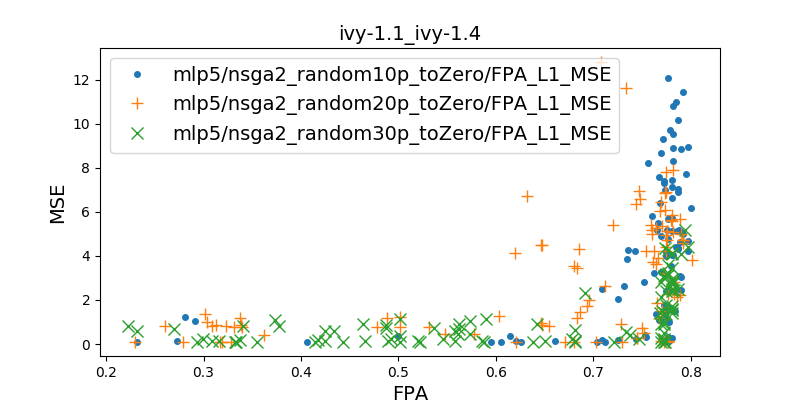 ivy-1.1_ivy-1.4
mlp5/nsga2_random10p_toZero/FPA_L1_MSE
mlp5/nsga2_random20p_toZero/FPA_L1_MSE
mlp5/nsga2_random30p_toZero/FPA_L1_MSE
MSE
12
10
8
6
4
2
0
0.2 0.3 0.4 0.5 0.6 0.7 0.8
FPA